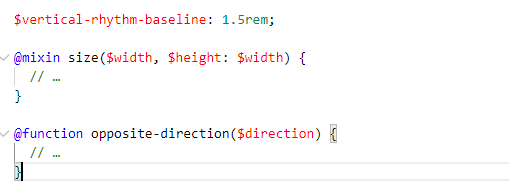 $vertical-rhythm-baseline: 1.5rem;
@mixin size($width, $height: $width) {
// …
}
@function opposite-direction($direction) {
// …
}